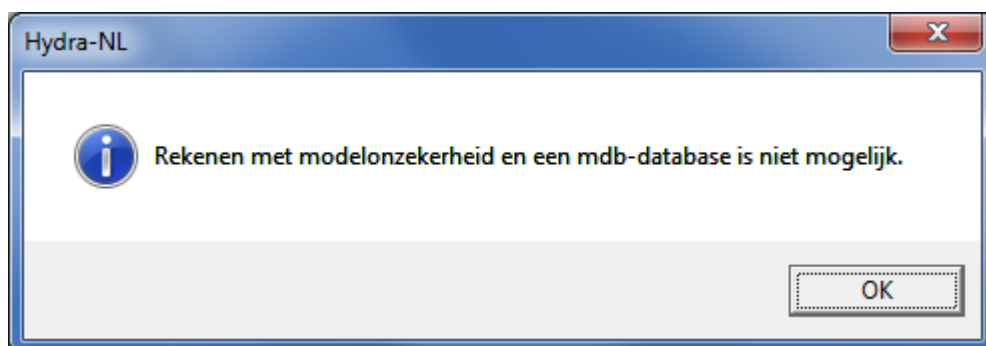 Hydra-NL
Rekenen met modelonzekerheid en een mdb-database is niet mogelijk.
OK